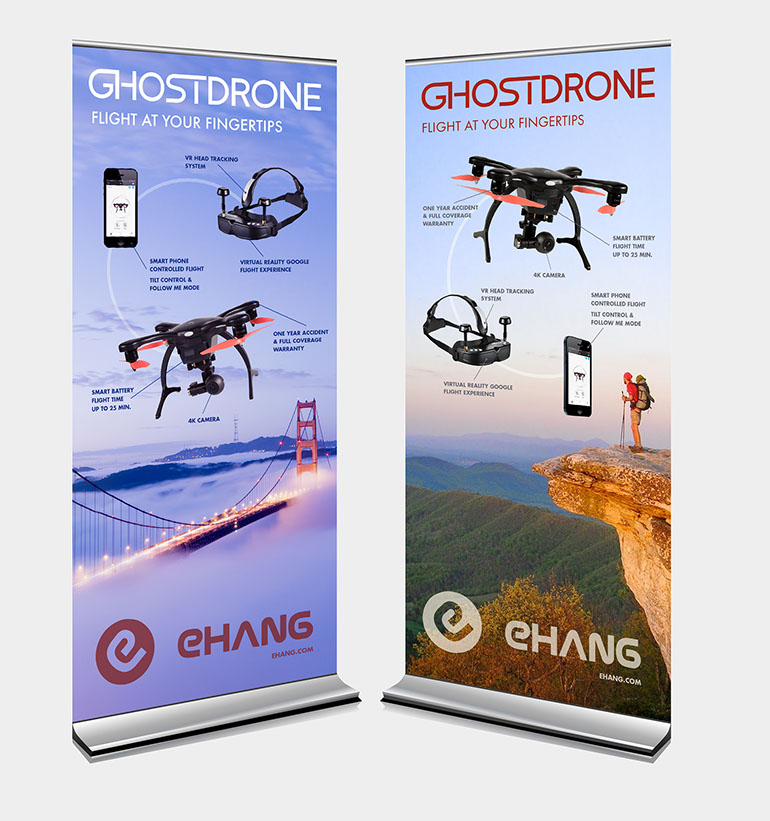 GHOSTDRONE
FLIGHT AT YOUR FINGERTIPS
VR HEAD TRACKING
SYSTEM
SMART PHONE
CONTROLLED FLIGHT
TILT CONTROL &
FOLLOW ME MODE
VIRTUAL REALITY GOOGLE
FLIGHT EXPERIENCE
ONE YEAR ACCIDENT
& FULL COVERAGE
WARRANTY
SMART BATTERY
FLIGHT TIME
UP TO 25 MIN.
4K CAMERA
eHANG
EHANG.COM
GHOSTDRONE
FLIGHT AT YOUR FINGERTIPS
ONE YEAR ACCIDENT
& FULL COVERAGE
WARRANTY
SMART BATTERY
FLIGHT TIME
UP TO 25 MIN.
4K CAMERA
VR HEAD TRACKING
SYSTEM
SMART PHONE
CONTROLLED FLIGHT
TILT CONTROL &
FOLLOW ME MODE
VIRTUAL REALITY GOOGLE
FLIGHT EXPERIENCE
eHANG
EHANG.COM